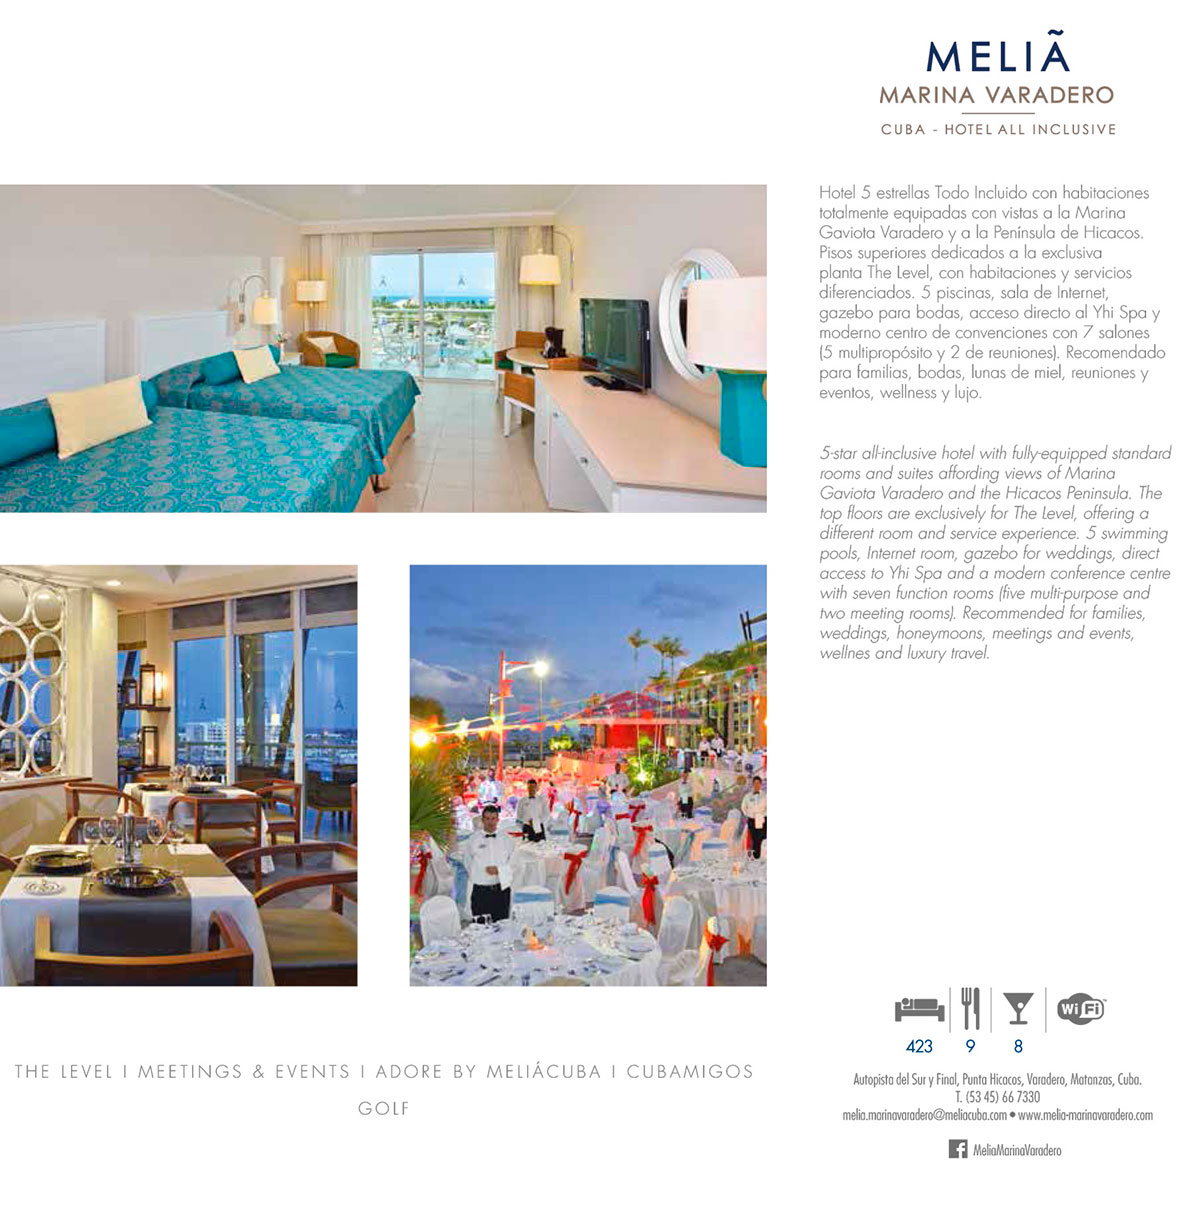 MELIÃ
MARINA VARADERO
CUBA - HOTEL ALL INCLUSIVE
Hotel 5 estrellas Todo Incluido con habitaciones
totalmente equipadas con vistas a la Marina
Gaviota Varadero y a la Península de Hicacos.
Pisos superiores dedicados a la exclusiva
planta The Level, con habitaciones y servicios
diferenciados. 5 piscinas, sala de Internet,
gazebo para bodas, acceso directo al Yhi Spa y
moderno centro de convenciones con 7 salones
(5 multipropósito y 2 de reuniones). Recomendado
para familias, bodas, lunas de miel, reuniones y
eventos, wellness y lujo.
5-star all-inclusive hotel with fully-equipped standard
rooms and suites affording views of Marina
Gaviota Varadero and the Hicacos Peninsula. The
top floors are exclusively for The Level, offering a
different room and service experience. 5 swimming
pools, Internet room, gazebo for weddings, direct
access to Yhi Spa and a modern conference centre
with seven function rooms (five multi-purpose and
two meeting rooms). Recommended for families,
weddings, honeymoons, meetings and events,
wellnes and luxury travel.
WiFi™
423 9 8
Autopista del Sur y Final, Punta Hicacos, Varadero, Matanzas, Cuba.
T. (53 45) 66 7330
melia.marinavaradero@meliacuba.com • www.melia-marinavaradero.com
MeliaMarinaVaradero
THE LEVEL I MEETINGS & EVENTS I ADORE BY MELIÁCUBA I CUBAMIGOS
GOLF